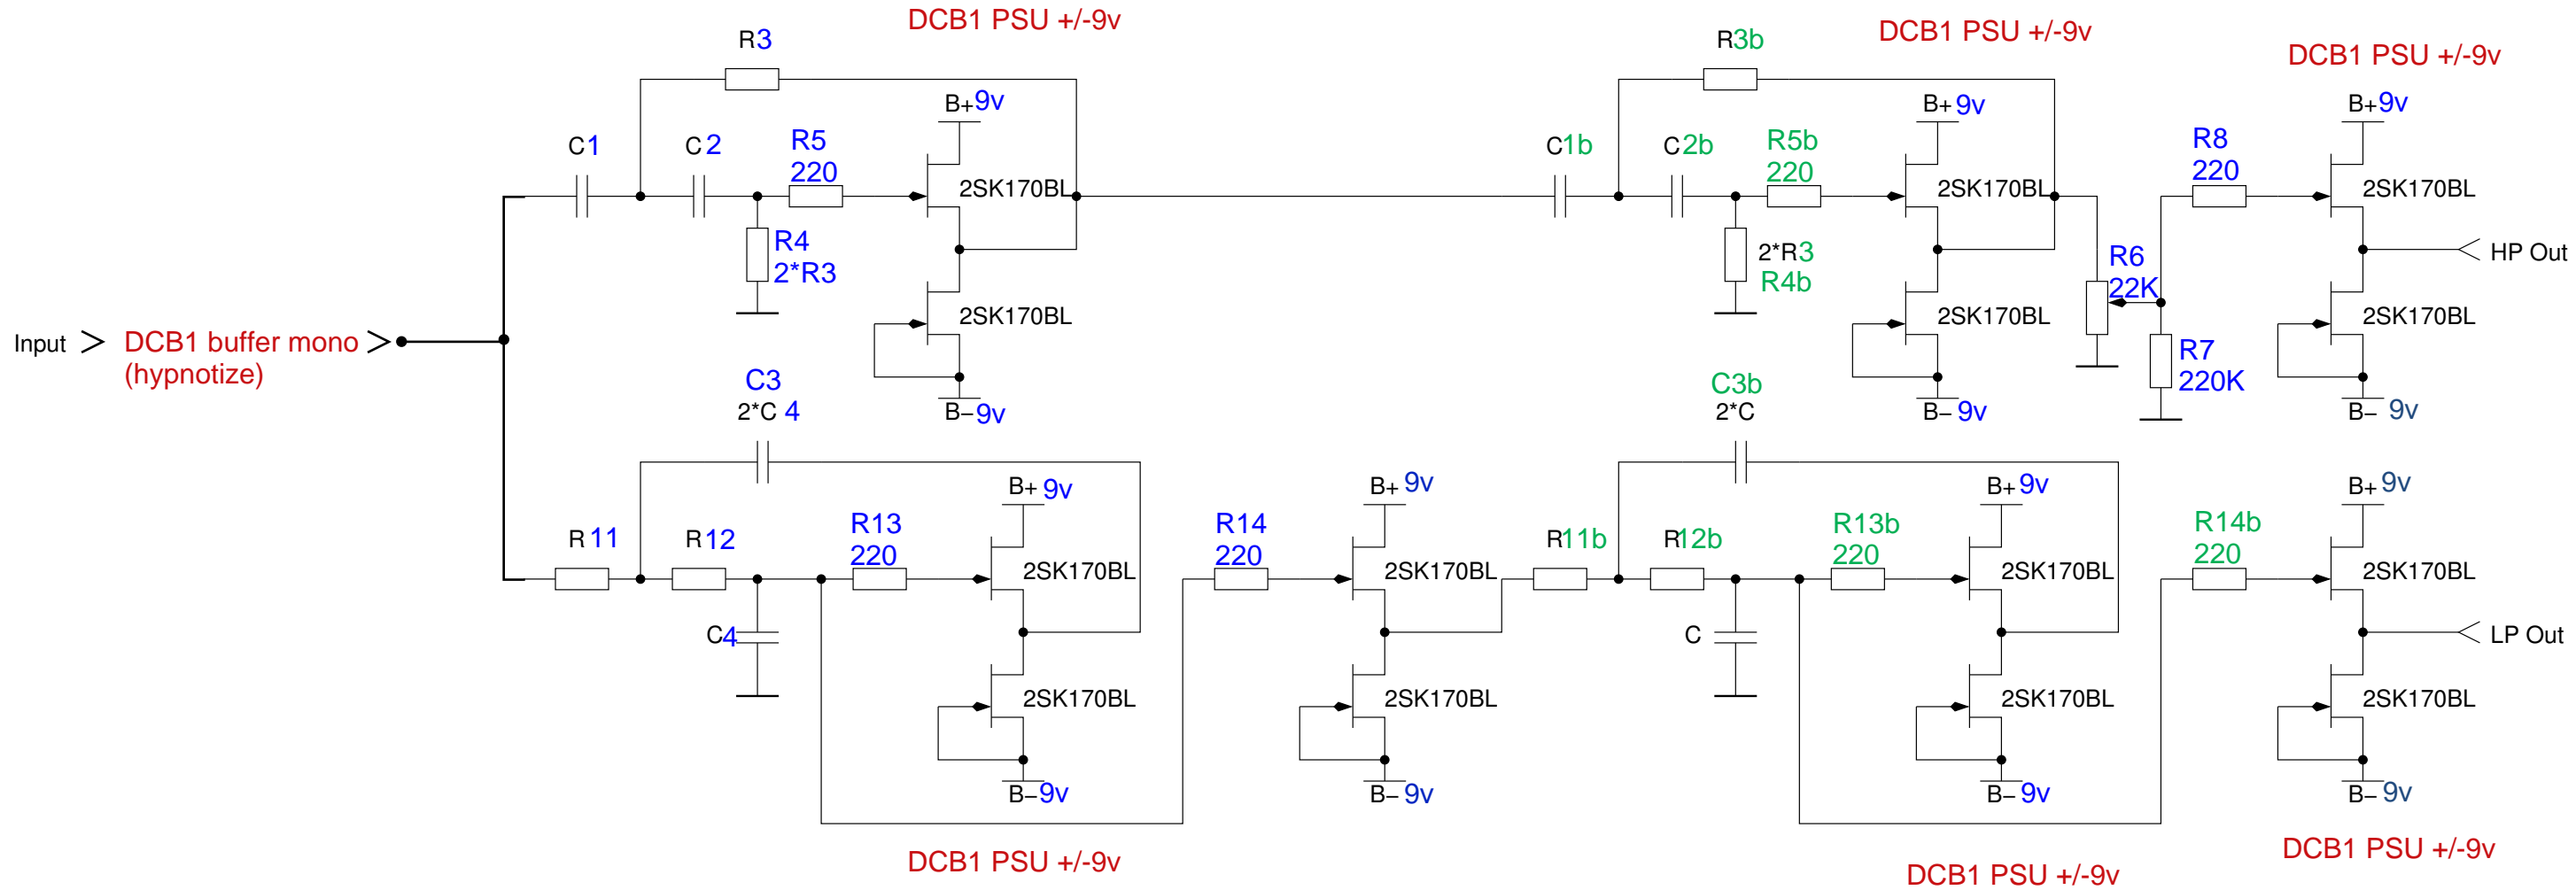 DCB1 PSU +/-9v
DCB1 PSU +/-9v
DCB1 PSU +/-9v
R3
R3b
B+9v
B+9v
B+9v
C1
C2
R5
220
2SK170BL
C1b
C2b
R5b
220
2SK170BL
R8
220
2SK170BL
R4
2*R3
2*R3
R4b
R6
22K
HP Out
2SK170BL
2SK170BL
2SK170BL
Input > DCB1 buffer mono >
(hypnotize)
R7
220K
B–9v
B–9v
B– 9v
C3
2*C 4
C3b
2*C
B+ 9v
B+ 9v
B+9v
B+ 9v
R 11
R 12
R13
220
2SK170BL
R14
220
2SK170BL
R11b
R12b
R13b
220
2SK170BL
R14b
220
2SK170BL
C4
C
LP Out
2SK170BL
2SK170BL
2SK170BL
2SK170BL
B–9v
B– 9v
B–9v
B– 9v
DCB1 PSU +/-9v
DCB1 PSU +/-9v
DCB1 PSU +/-9v